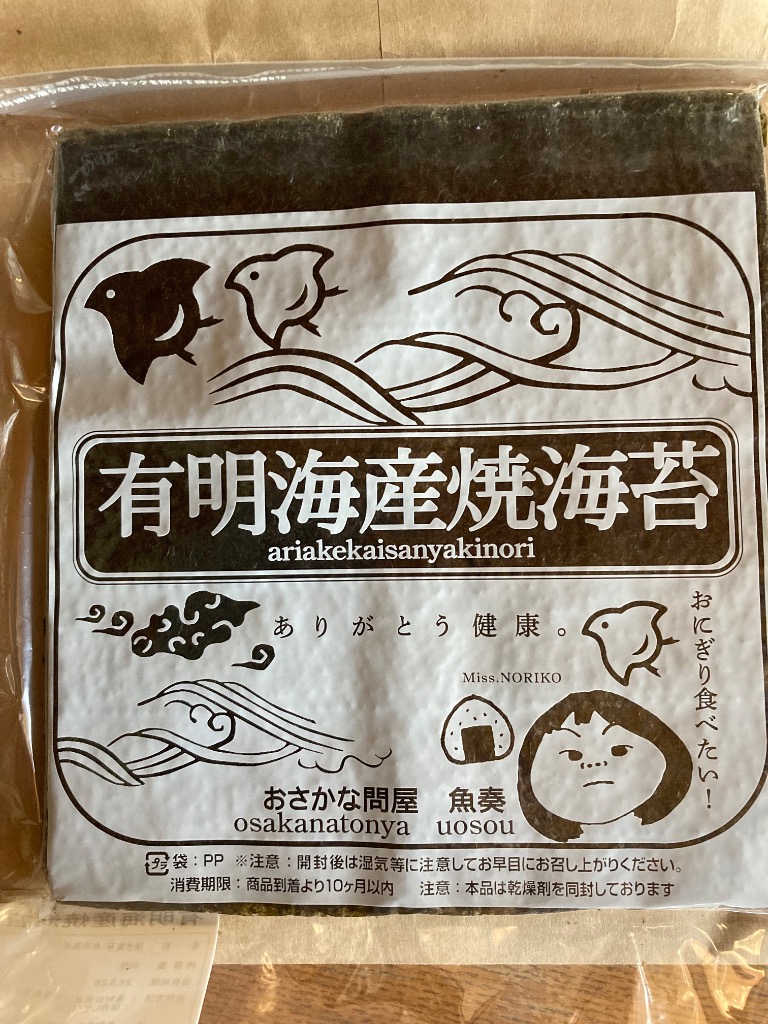 有明海産焼海苔
ariakekaisanyakinori
ありがとう健康。
おにぎり食べたい！
Miss.NORIKO
おさかな問屋 魚奏
osakanatonya uosou
プラ 袋：PP ※注意：開封後は湿気等に注意してお早目にお召し上がりください。
消費期限：商品到着より10ヶ月以内 注意：本品は乾燥剤を同封しております